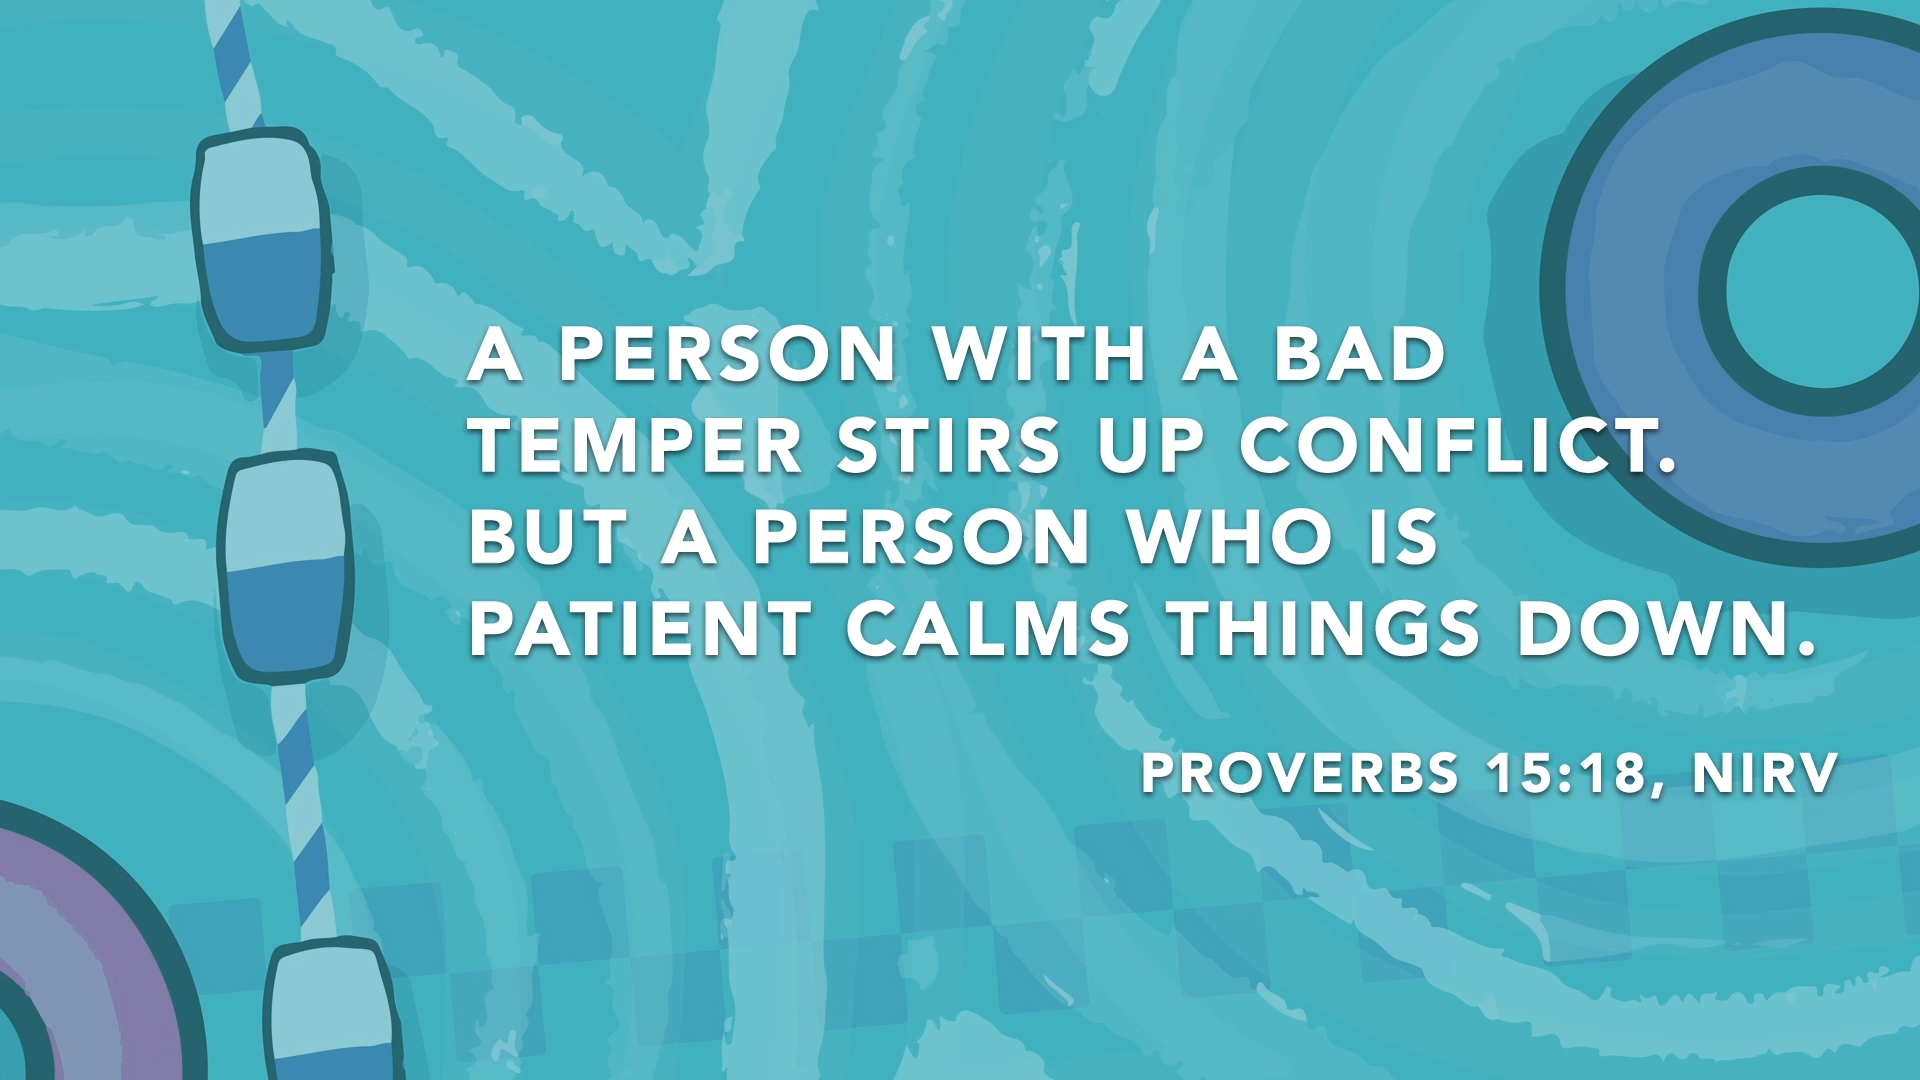 A PERSON WITH A BAD
TEMPER STIRS UP CONFLICT.
BUT A PERSON WHO IS
PATIENT CALMS THINGS DOWN.
PROVERBS 15:18, NIRV